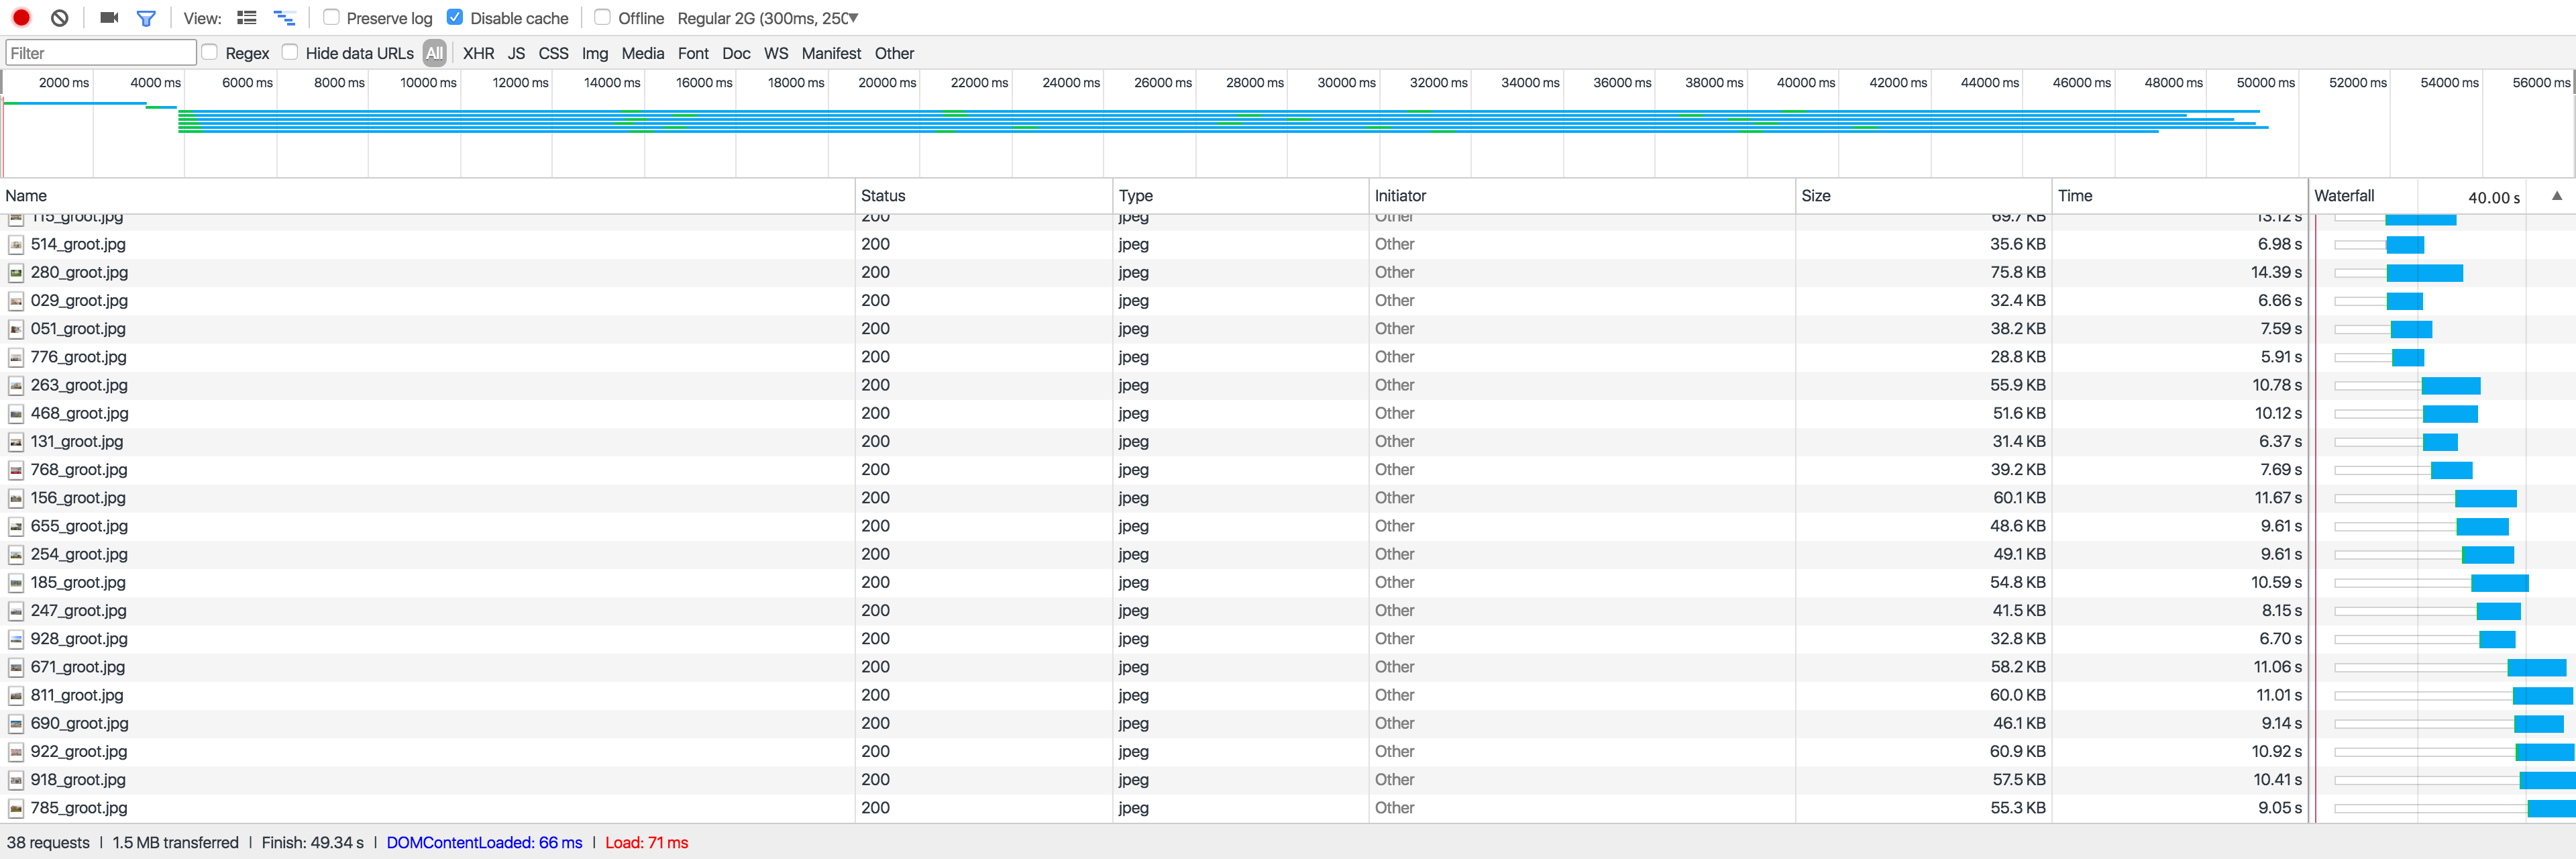 View: Preserve log Disable cache Offline Regular 2G (300ms, 250
Filter Regex Hide data URLs All XHR JS CSS Img Media Font Doc WS Manifest Other
2000 ms 4000 ms 6000 ms 8000 ms 10000 ms 12000 ms 14000 ms 16000 ms 18000 ms 20000 ms 22000 ms 24000 ms 26000 ms 28000 ms 30000 ms 32000 ms 34000 ms 36000 ms 38000 ms 40000 ms 42000 ms 44000 ms 46000 ms 48000 ms 50000 ms 52000 ms 54000 ms 56000 ms
Name Status Type Initiator Size Time Waterfall 40.00 s
115_groot.jpg 200 jpeg Other 69.7 KB 13.12 s
514_groot.jpg 200 jpeg Other 35.6 KB 6.98 s
280_groot.jpg 200 jpeg Other 75.8 KB 14.39 s
029_groot.jpg 200 jpeg Other 32.4 KB 6.66 s
051_groot.jpg 200 jpeg Other 38.2 KB 7.59 s
776_groot.jpg 200 jpeg Other 28.8 KB 5.91 s
263_groot.jpg 200 jpeg Other 55.9 KB 10.78 s
468_groot.jpg 200 jpeg Other 51.6 KB 10.12 s
131_groot.jpg 200 jpeg Other 31.4 KB 6.37 s
768_groot.jpg 200 jpeg Other 39.2 KB 7.69 s
156_groot.jpg 200 jpeg Other 60.1 KB 11.67 s
655_groot.jpg 200 jpeg Other 48.6 KB 9.61 s
254_groot.jpg 200 jpeg Other 49.1 KB 9.61 s
185_groot.jpg 200 jpeg Other 54.8 KB 10.59 s
247_groot.jpg 200 jpeg Other 41.5 KB 8.15 s
928_groot.jpg 200 jpeg Other 32.8 KB 6.70 s
671_groot.jpg 200 jpeg Other 58.2 KB 11.06 s
811_groot.jpg 200 jpeg Other 60.0 KB 11.01 s
690_groot.jpg 200 jpeg Other 46.1 KB 9.14 s
922_groot.jpg 200 jpeg Other 60.9 KB 10.92 s
918_groot.jpg 200 jpeg Other 57.5 KB 10.41 s
785_groot.jpg 200 jpeg Other 55.3 KB 9.05 s
38 requests | 1.5 MB transferred | Finish: 49.34 s | DOMContentLoaded: 66 ms | Load: 71 ms